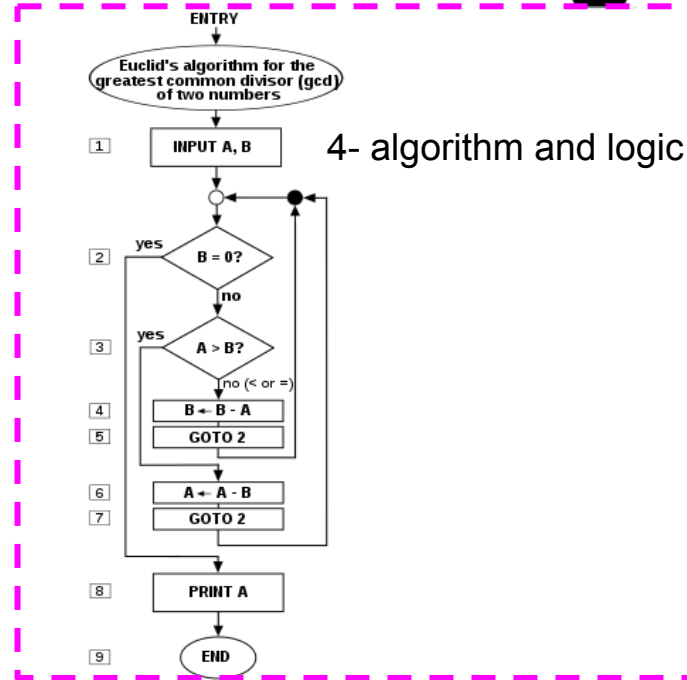 ENTRY
Euclid's algorithm for the
greatest common divisor (gcd)
of two numbers
1
INPUT A, B
4- algorithm and logic
2
yes
B = 0?
no
3
yes
A > B?
no (< or =)
4
B ← B - A
5
GOTO 2
6
A ← A - B
7
GOTO 2
8
PRINT A
9
END